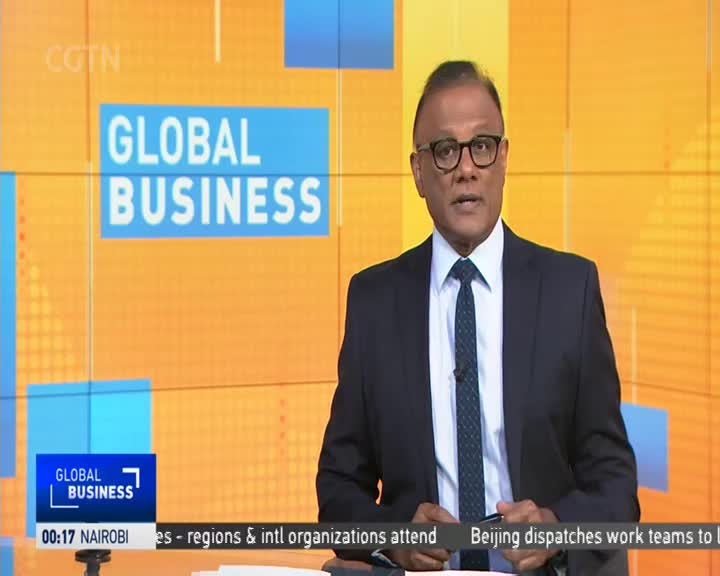 CGTN
GLOBAL
BUSINESS
GLOBAL
BUSINESS
00:17 NAIROBI
es - regions & intl organizations attend Beijing dispatches work teams to l